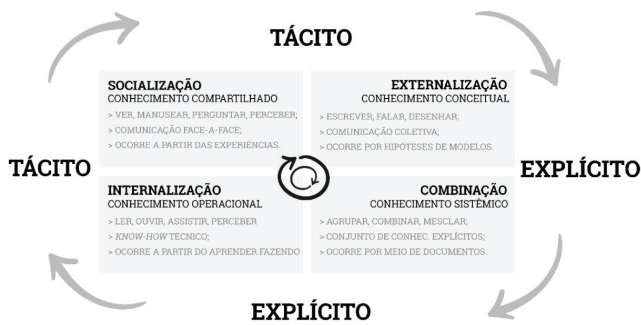 TÁCITO
SOCIALIZAÇÃO
CONHECIMENTO COMPARTILHADO
> VER, MANUSEAR, PERGUNTAR, PERCEBER;
> COMUNICAÇÃO FACE-A-FACE;
> OCORRE A PARTIR DAS EXPERIÊNCIAS.
EXTERNALIZAÇÃO
CONHECIMENTO CONCEITUAL
> ESCREVER, FALAR, DESENHAR;
> COMUNICAÇÃO COLETIVA;
> OCORRE POR HIPÓTESES DE MODELOS.
TÁCITO
EXPLÍCITO
INTERNALIZAÇÃO
CONHECIMENTO OPERACIONAL
> LER, OUVIR, ASSISTIR, PERCEBER
> KNOW-HOW TÉCNICO;
> OCORRE A PARTIR DO APRENDER FAZENDO
COMBINAÇÃO
CONHECIMENTO SISTÊMICO
> AGRUPAR, COMBINAR, MESCLAR;
> CONJUNTO DE CONHEC. EXPLÍCITOS;
> OCORRE POR MEIO DE DOCUMENTOS.
EXPLÍCITO